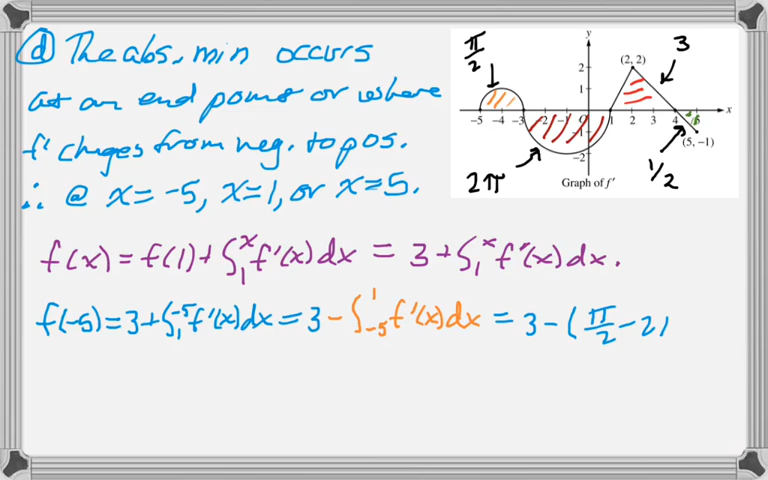 (d) The abs. min occurs
at an end point or where
f' chnges from neg. to pos.
∴ @ x = -5, x = 1, or x = 5.
π/2
y
(2, 2)
3
2
1
-5 -4 -3 -2 -1 0 1 2 3 4 5 x
-1
-2
(5, -1)
2π
1/2
Graph of f'
f(x) = f(1) + ∫₁ˣ f'(x) dx = 3 + ∫₁ˣ f'(x) dx.
f(-5) = 3 + ∫₁⁻⁵ f'(x) dx = 3 - ∫₋₅¹ f'(x) dx = 3 - (π/2 - 2)